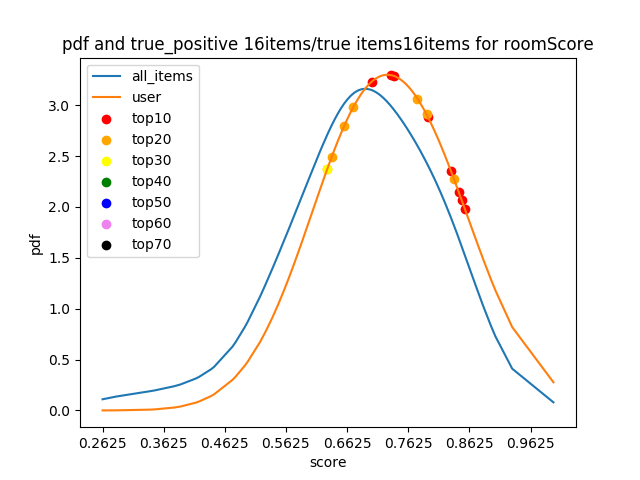 pdf and true_positive 16items/true items16items for roomScore
all_items
user
top10
top20
top30
top40
top50
top60
top70
pdf
3.0
2.5
2.0
1.5
1.0
0.5
0.0
0.2625 0.3625 0.4625 0.5625 0.6625 0.7625 0.8625 0.9625
score